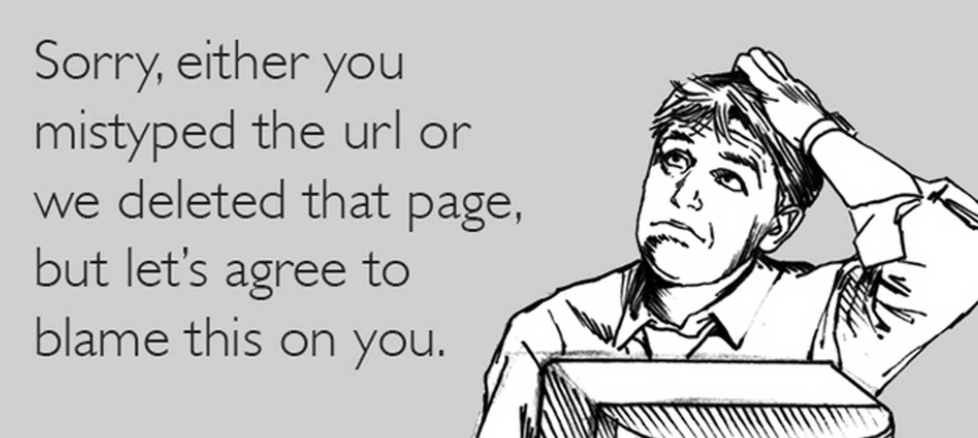 Sorry, either you
mistyped the url or
we deleted that page,
but let's agree to
blame this on you.